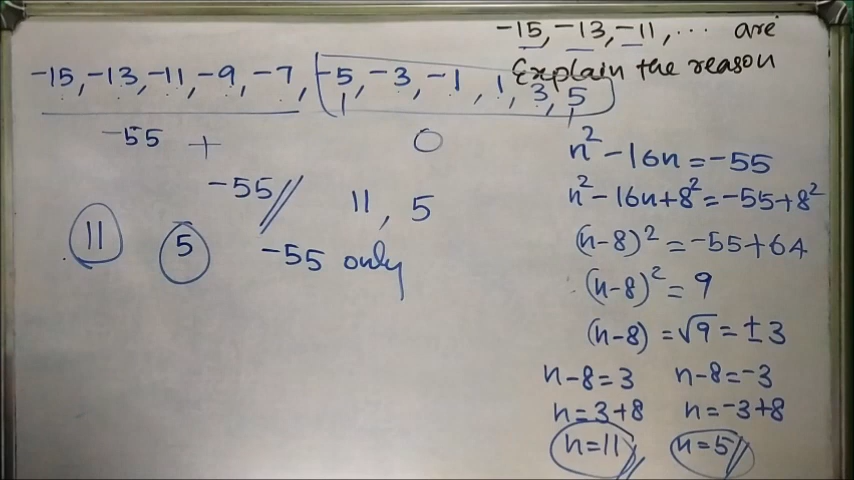 -15, -13, -11, ... are
Explain the reason
-15, -13, -11, -9, -7, -5, -3, -1, 1, 3, 5
-55 + 0
-55 11, 5
11 5 -55 only
n² - 16n = -55
n² - 16n + 8² = -55 + 8²
(n-8)² = -55 + 64
(n-8)² = 9
(n-8) = √9 = ±3
n-8=3 n-8=-3
n=3+8 n=-3+8
n=11 n=5